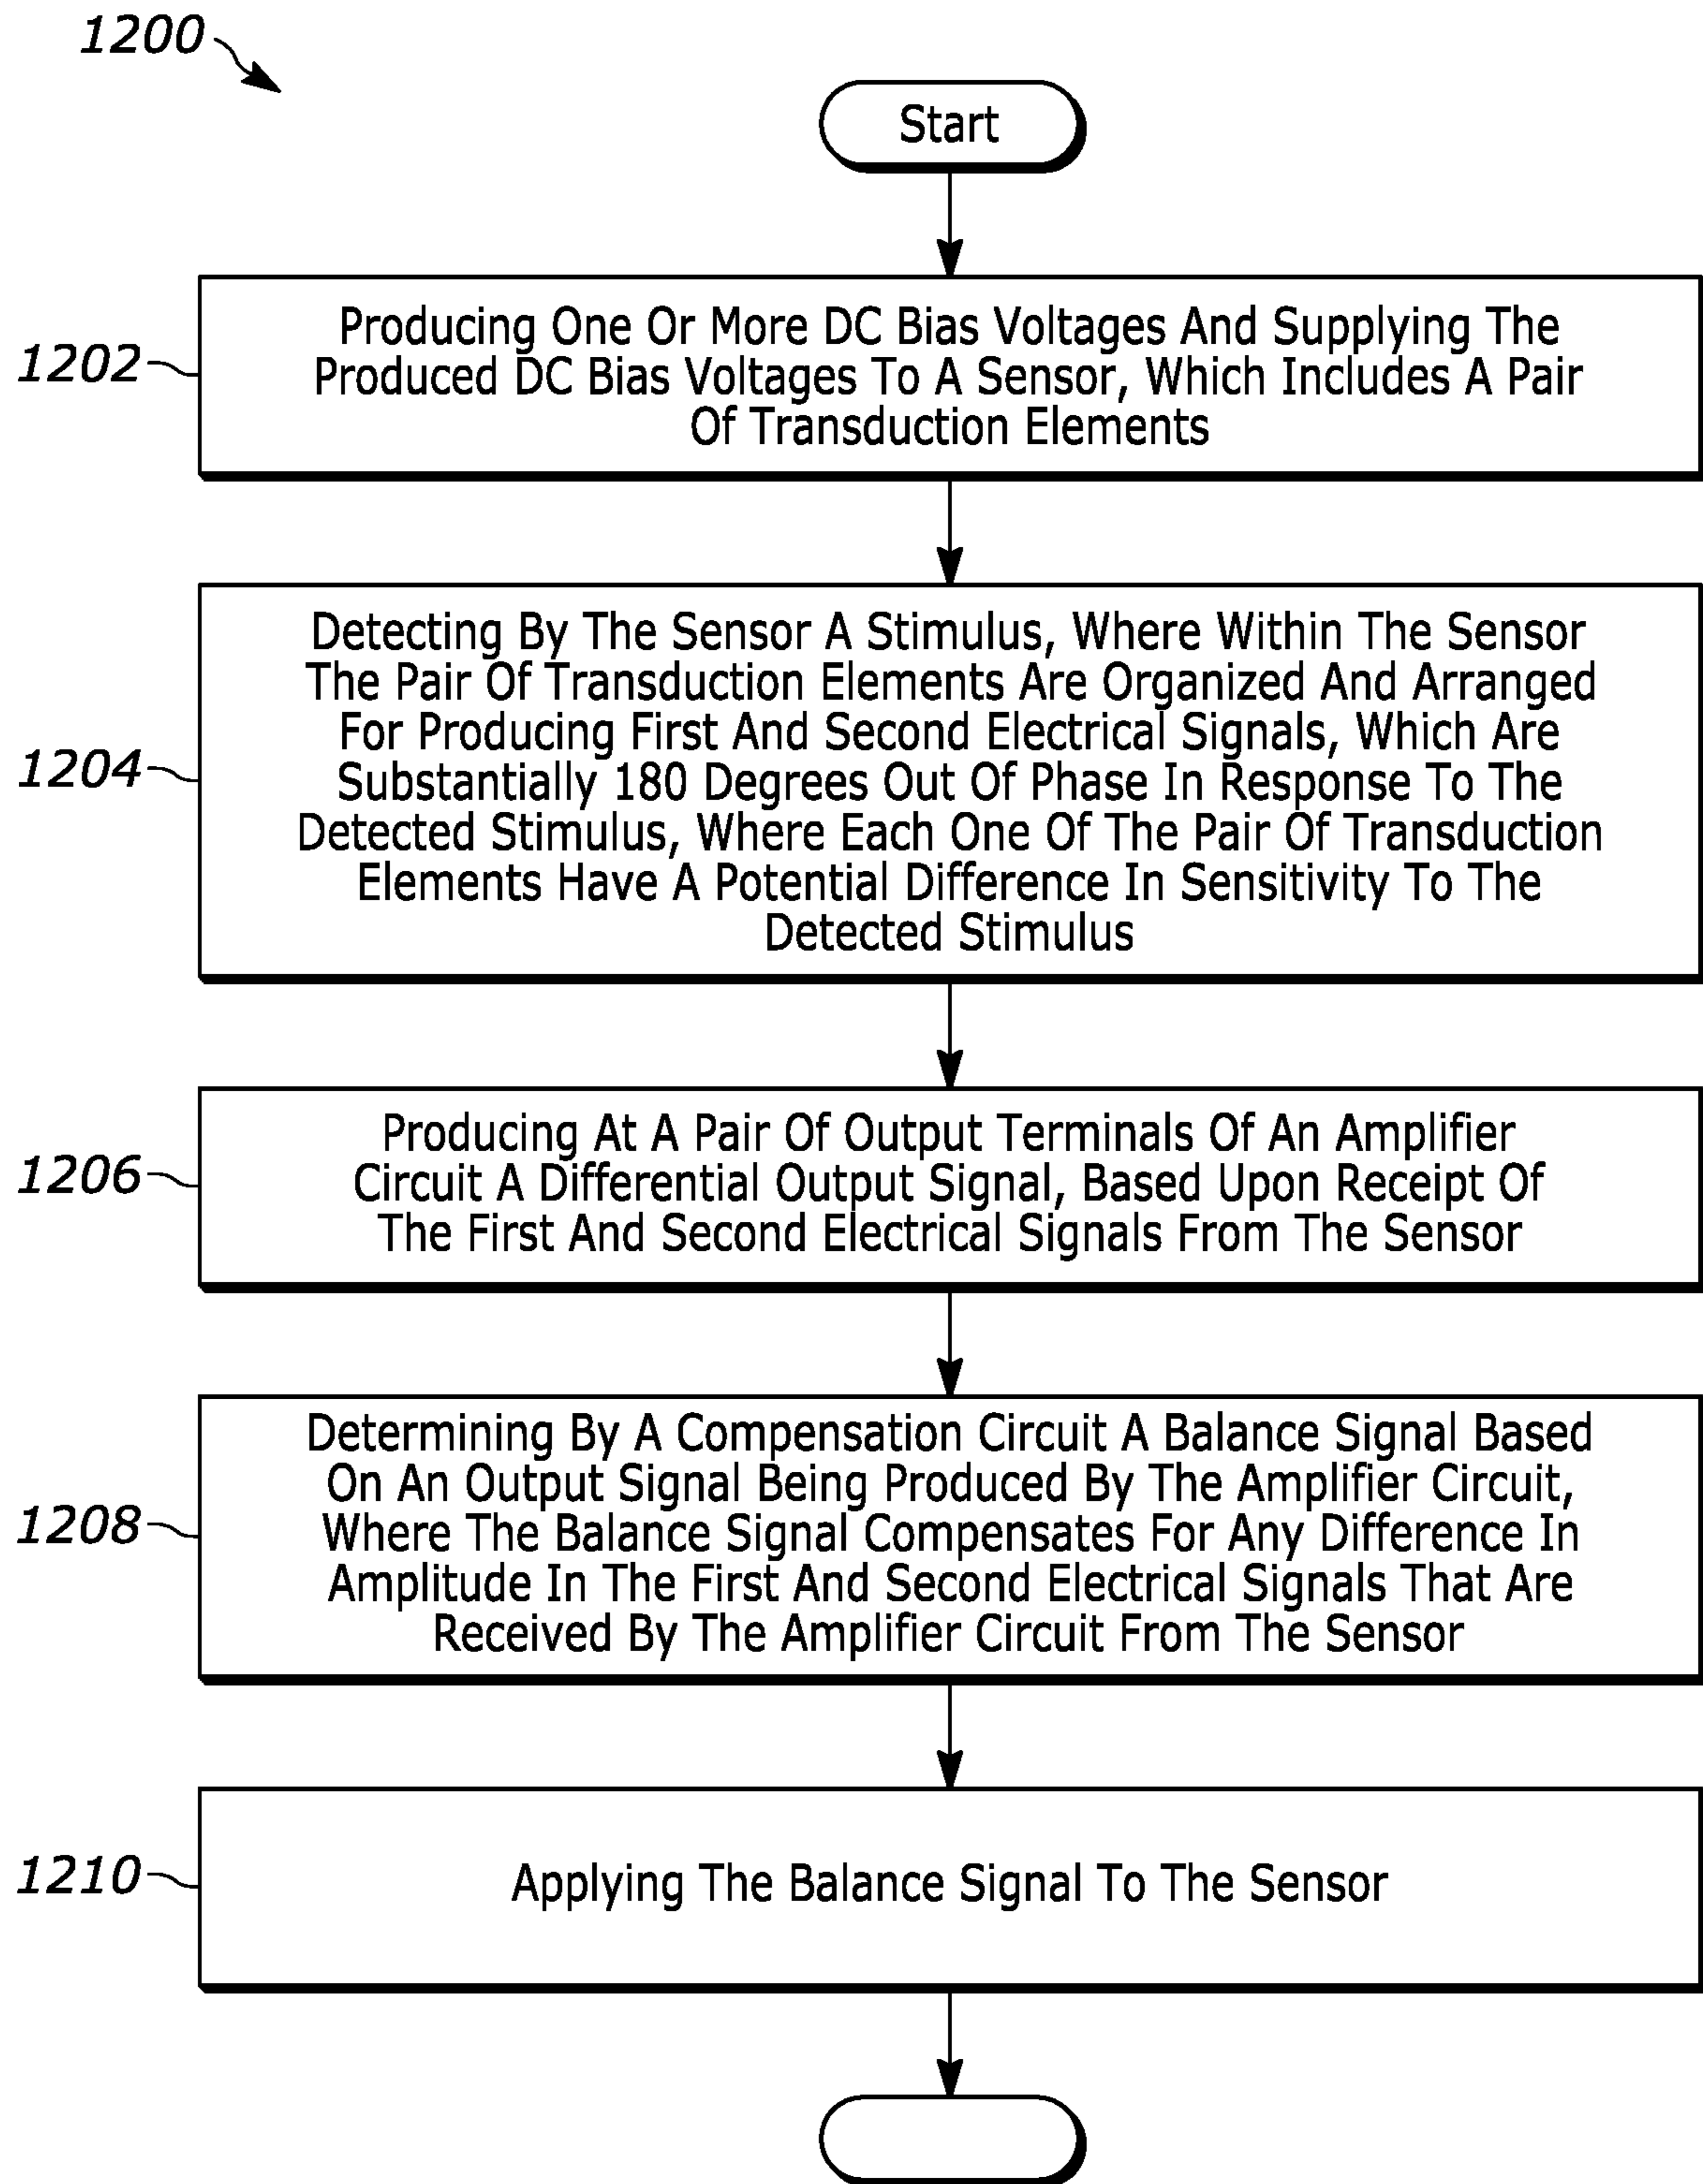 1200
Start
1202
Producing One Or More DC Bias Voltages And Supplying The
Produced DC Bias Voltages To A Sensor, Which Includes A Pair
Of Transduction Elements
1204
Detecting By The Sensor A Stimulus, Where Within The Sensor
The Pair Of Transduction Elements Are Organized And Arranged
For Producing First And Second Electrical Signals, Which Are
Substantially 180 Degrees Out Of Phase In Response To The
Detected Stimulus, Where Each One Of The Pair Of Transduction
Elements Have A Potential Difference In Sensitivity To The
Detected Stimulus
1206
Producing At A Pair Of Output Terminals Of An Amplifier
Circuit A Differential Output Signal, Based Upon Receipt Of
The First And Second Electrical Signals From The Sensor
1208
Determining By A Compensation Circuit A Balance Signal Based
On An Output Signal Being Produced By The Amplifier Circuit,
Where The Balance Signal Compensates For Any Difference In
Amplitude In The First And Second Electrical Signals That Are
Received By The Amplifier Circuit From The Sensor
1210
Applying The Balance Signal To The Sensor